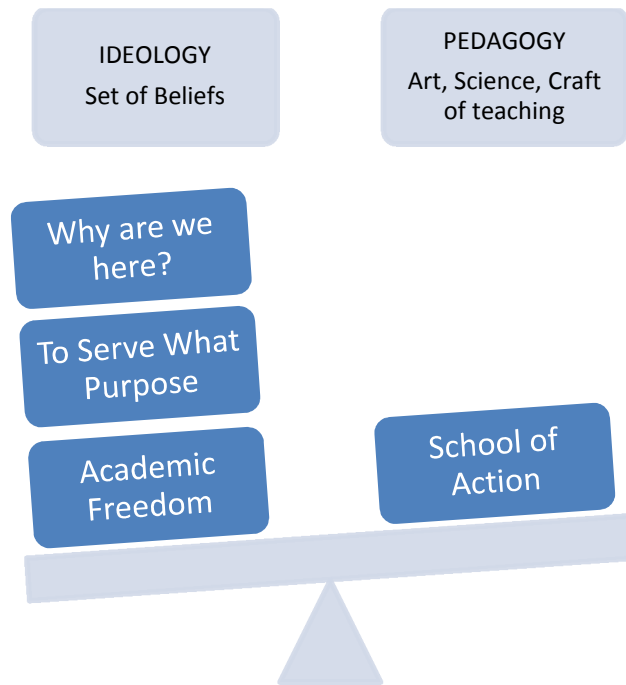 IDEOLOGY
Set of Beliefs
PEDAGOGY
Art, Science, Craft
of teaching
Why are we
here?
To Serve What
Purpose
Academic
Freedom
School of
Action